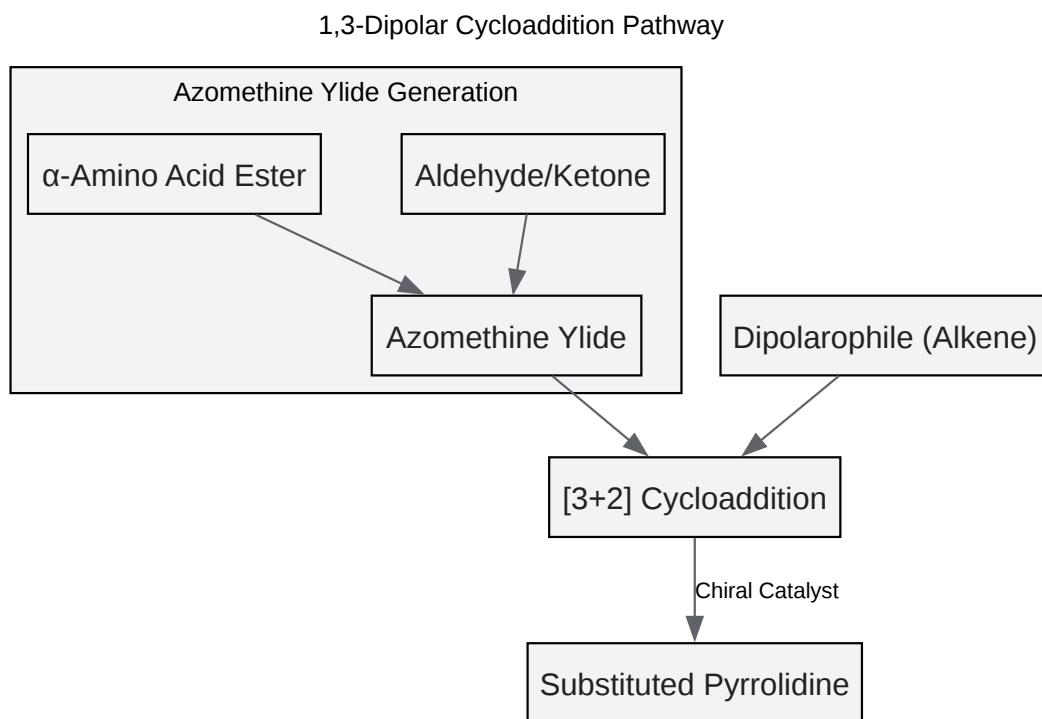 1,3-Dipolar Cycloaddition Pathway
Azomethine Ylide Generation
α-Amino Acid Ester
Aldehyde/Ketone
Azomethine Ylide
Dipolarophile (Alkene)
[3+2] Cycloaddition
Chiral Catalyst
Substituted Pyrrolidine